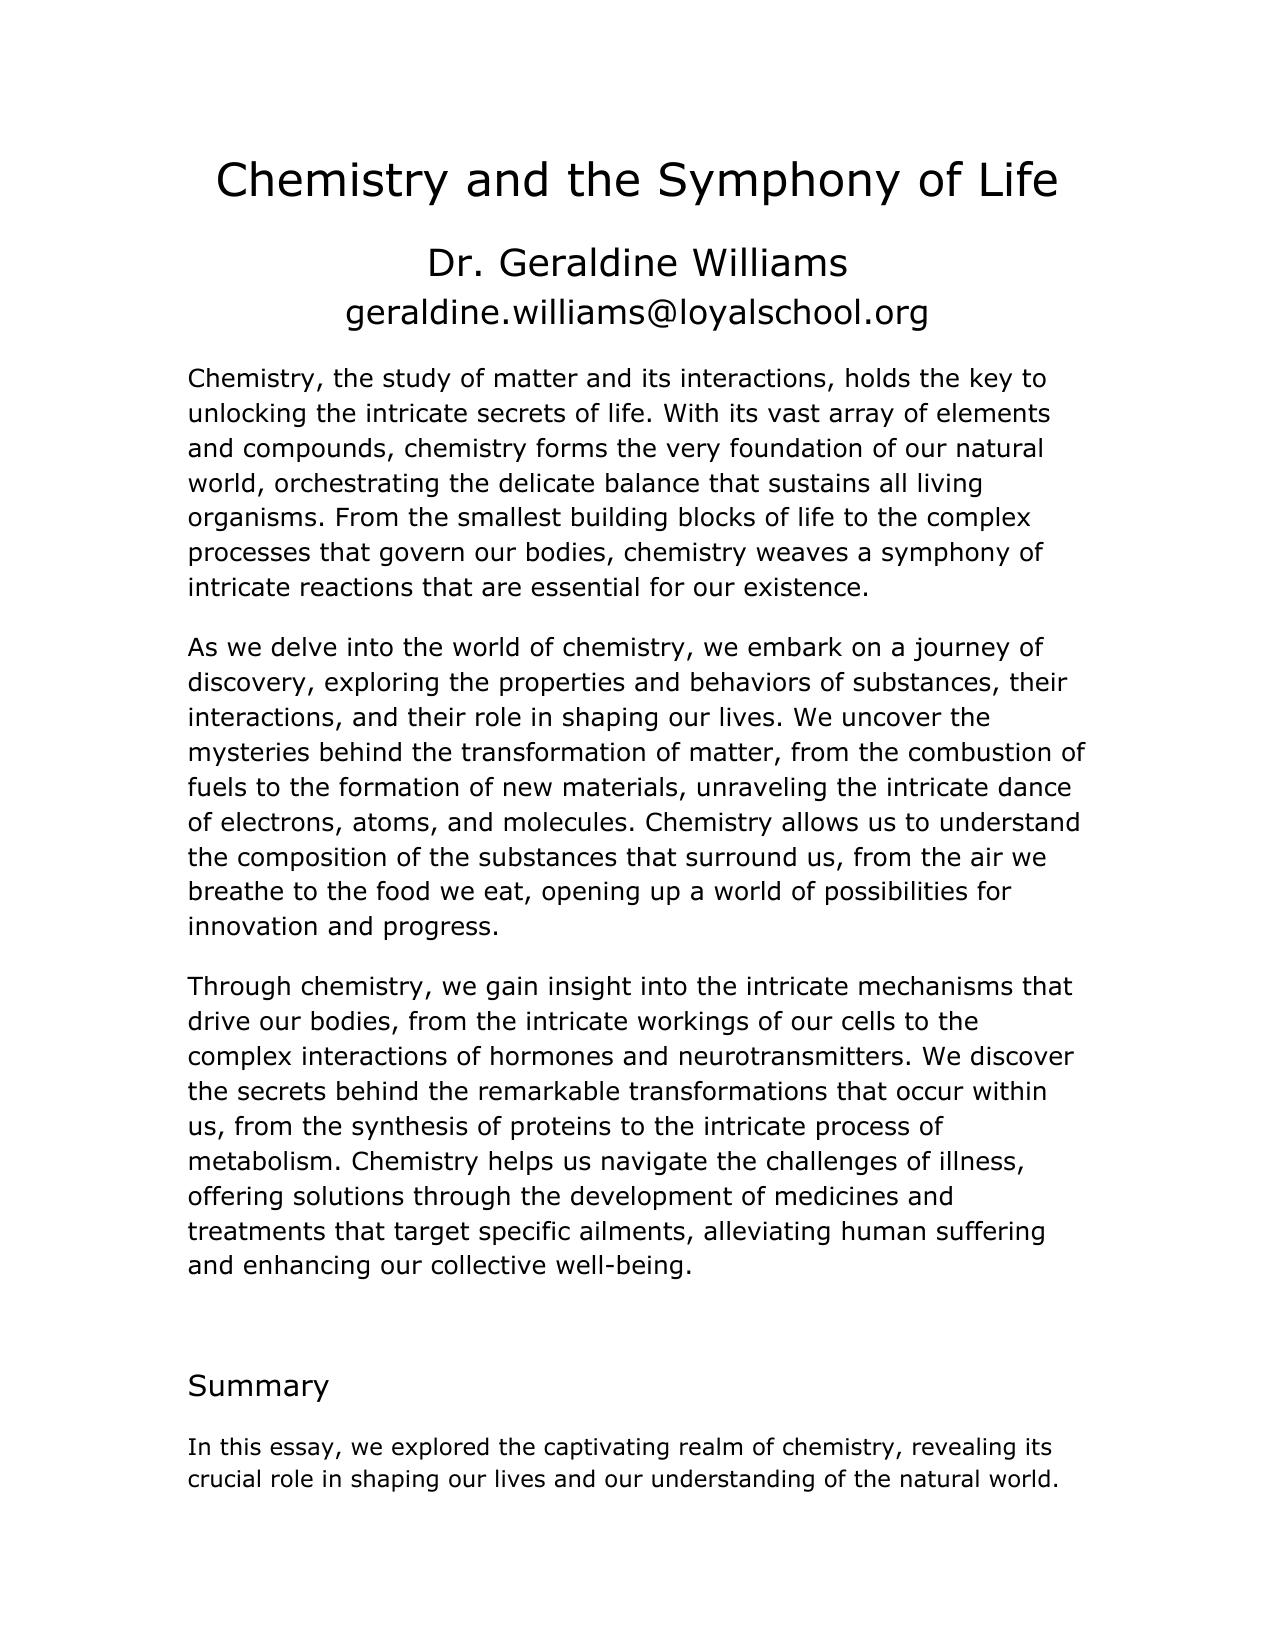 Chemistry and the Symphony of Life
Dr. Geraldine Williams
geraldine.williams@loyalschool.org
Chemistry, the study of matter and its interactions, holds the key to
unlocking the intricate secrets of life. With its vast array of elements
and compounds, chemistry forms the very foundation of our natural
world, orchestrating the delicate balance that sustains all living
organisms. From the smallest building blocks of life to the complex
processes that govern our bodies, chemistry weaves a symphony of
intricate reactions that are essential for our existence.
As we delve into the world of chemistry, we embark on a journey of
discovery, exploring the properties and behaviors of substances, their
interactions, and their role in shaping our lives. We uncover the
mysteries behind the transformation of matter, from the combustion of
fuels to the formation of new materials, unraveling the intricate dance
of electrons, atoms, and molecules. Chemistry allows us to understand
the composition of the substances that surround us, from the air we
breathe to the food we eat, opening up a world of possibilities for
innovation and progress.
Through chemistry, we gain insight into the intricate mechanisms that
drive our bodies, from the intricate workings of our cells to the
complex interactions of hormones and neurotransmitters. We discover
the secrets behind the remarkable transformations that occur within
us, from the synthesis of proteins to the intricate process of
metabolism. Chemistry helps us navigate the challenges of illness,
offering solutions through the development of medicines and
treatments that target specific ailments, alleviating human suffering
and enhancing our collective well-being.
Summary
In this essay, we explored the captivating realm of chemistry, revealing its
crucial role in shaping our lives and our understanding of the natural world.